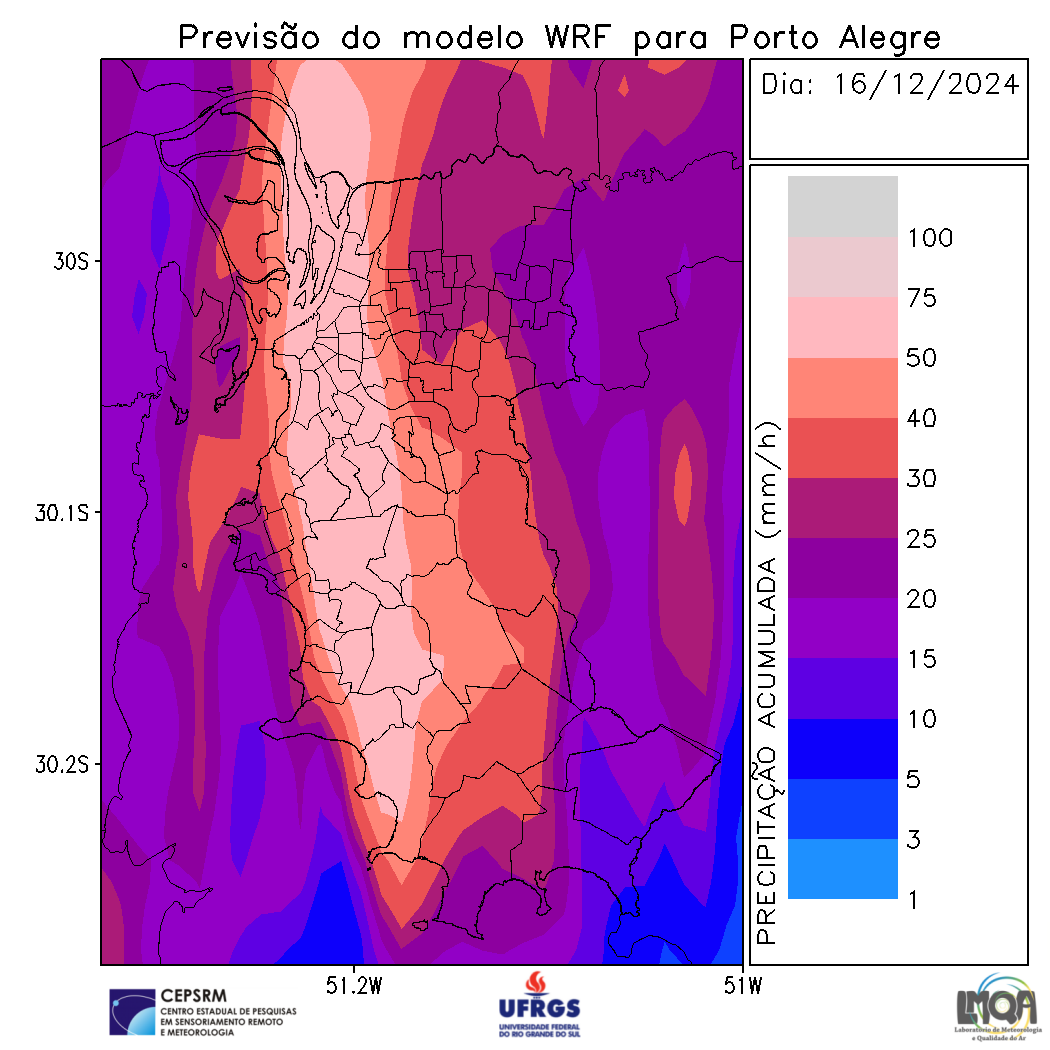 Previsão do modelo WRF para Porto Alegre
Dia: 16/12/2024
30S
30.1S
30.2S
51.2W
51W
PRECIPITAÇÃO ACUMULADA (mm/h)
100
75
50
40
30
25
20
15
10
5
3
1
CEPSRM
CENTRO ESTADUAL DE PESQUISAS
EM SENSORIAMENTO REMOTO
E METEOROLOGIA
UFRGS
UNIVERSIDADE FEDERAL
DO RIO GRANDE DO SUL
LMQA
Laboratório de Meteorologia
e Qualidade do Ar